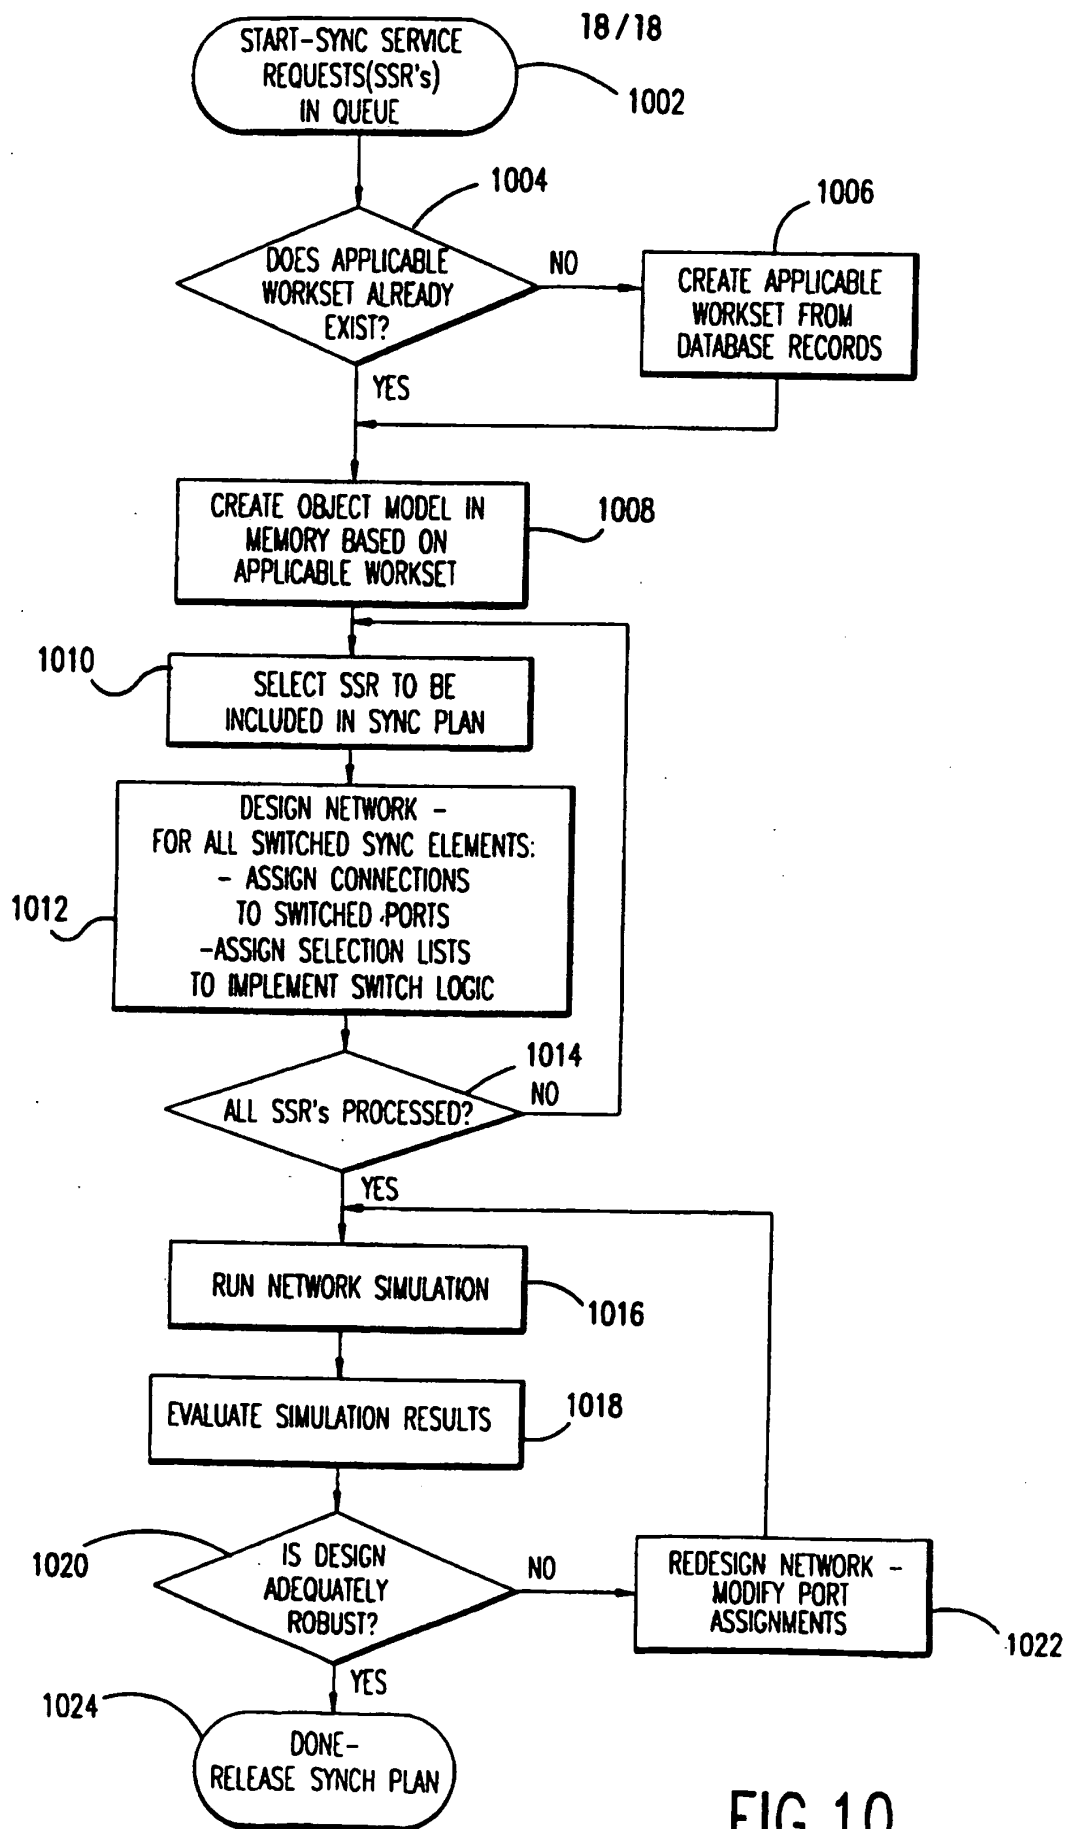 18/18
START-SYNC SERVICE
REQUESTS(SSR's)
IN QUEUE
1002
1004
DOES APPLICABLE
WORKSET ALREADY
EXIST?
NO
YES
1006
CREATE APPLICABLE
WORKSET FROM
DATABASE RECORDS
CREATE OBJECT MODEL IN
MEMORY BASED ON
APPLICABLE WORKSET
1008
1010
SELECT SSR TO BE
INCLUDED IN SYNC PLAN
1012
DESIGN NETWORK -
FOR ALL SWITCHED SYNC ELEMENTS:
- ASSIGN CONNECTIONS
TO SWITCHED PORTS
-ASSIGN SELECTION LISTS
TO IMPLEMENT SWITCH LOGIC
1014
ALL SSR's PROCESSED?
NO
YES
RUN NETWORK SIMULATION
1016
EVALUATE SIMULATION RESULTS
1018
1020
IS DESIGN
ADEQUATELY
ROBUST?
NO
YES
REDESIGN NETWORK -
MODIFY PORT
ASSIGNMENTS
1022
1024
DONE-
RELEASE SYNCH PLAN
FIG.10